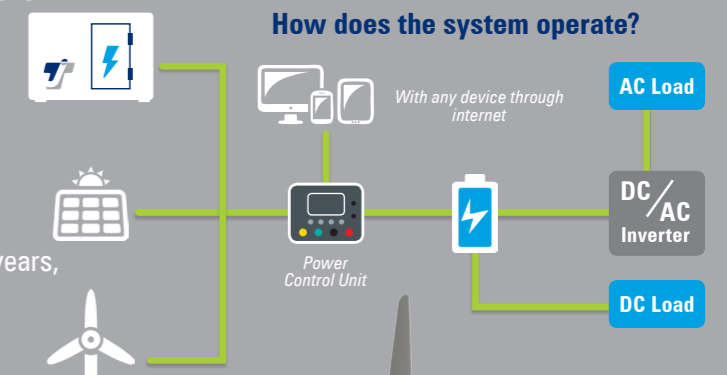 How does the system operate?
With any device through
internet
AC Load
DC/AC
Inverter
Power
Control Unit
years,
DC Load